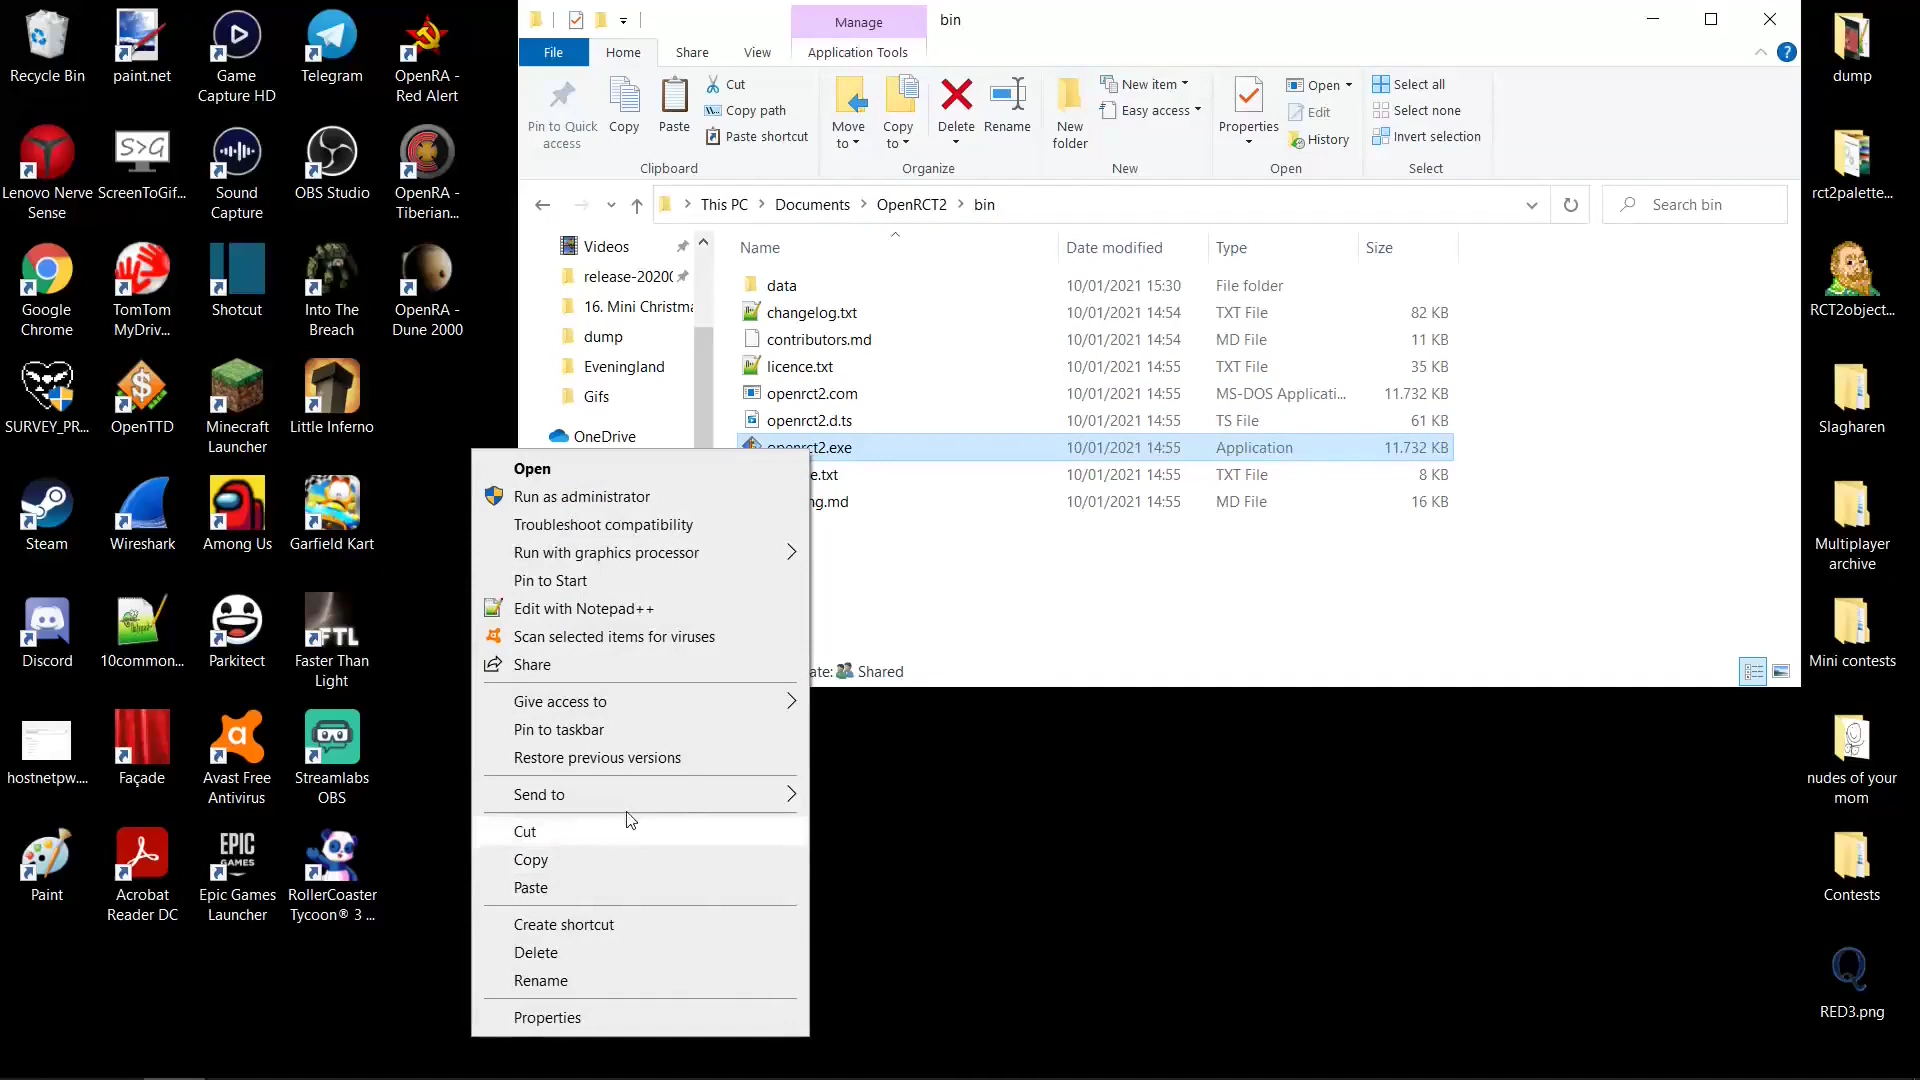 Recycle Bin
paint.net
Game
Capture HD
Telegram
OpenRA -
Red Alert
Lenovo Nerve
Sense
ScreenToGif...
S>G
Sound
Capture
OBS Studio
OpenRA -
Tiberian...
Google
Chrome
TomTom
MyDriv...
Shotcut
Into The
Breach
OpenRA -
Dune 2000
SURVEY_PR...
OpenTTD
Minecraft
Launcher
Little Inferno
Steam
Wireshark
Among Us
Garfield Kart
Discord
10common...
Parkitect
FTL
Faster Than
Light
hostnetpw....
Façade
Avast Free
Antivirus
Streamlabs
OBS
Paint
Acrobat
Reader DC
EPIC
GAMES
Epic Games
Launcher
RollerCoaster
Tycoon® 3 ...
Manage
bin
File
Home
Share
View
Application Tools
?
Pin to Quick
access
Copy
Paste
Cut
Copy path
Paste shortcut
Clipboard
Move
to
Copy
to
Delete
Rename
Organize
New
folder
New item
Easy access
New
Properties
Open
Edit
History
Open
Select all
Select none
Invert selection
Select
This PC
Documents
OpenRCT2
bin
Search bin
Videos
release-2020(
16. Mini Christma
dump
Eveningland
Gifs
OneDrive
Name Date modified Type Size
data 10/01/2021 15:30 File folder
changelog.txt 10/01/2021 14:54 TXT File 82 KB
contributors.md 10/01/2021 14:54 MD File 11 KB
licence.txt 10/01/2021 14:55 TXT File 35 KB
openrct2.com 10/01/2021 14:55 MS-DOS Applicati... 11.732 KB
openrct2.d.ts 10/01/2021 14:55 TS File 61 KB
openrct2.exe 10/01/2021 14:55 Application 11.732 KB
e.txt 10/01/2021 14:55 TXT File 8 KB
ng.md 10/01/2021 14:55 MD File 16 KB
ate: Shared
Open
Run as administrator
Troubleshoot compatibility
Run with graphics processor
Pin to Start
Edit with Notepad++
Scan selected items for viruses
Share
Give access to
Pin to taskbar
Restore previous versions
Send to
Cut
Copy
Paste
Create shortcut
Delete
Rename
Properties
dump
rct2palette...
RCT2object...
Slagharen
Multiplayer
archive
Mini contests
nudes of your
mom
Contests
RED3.png